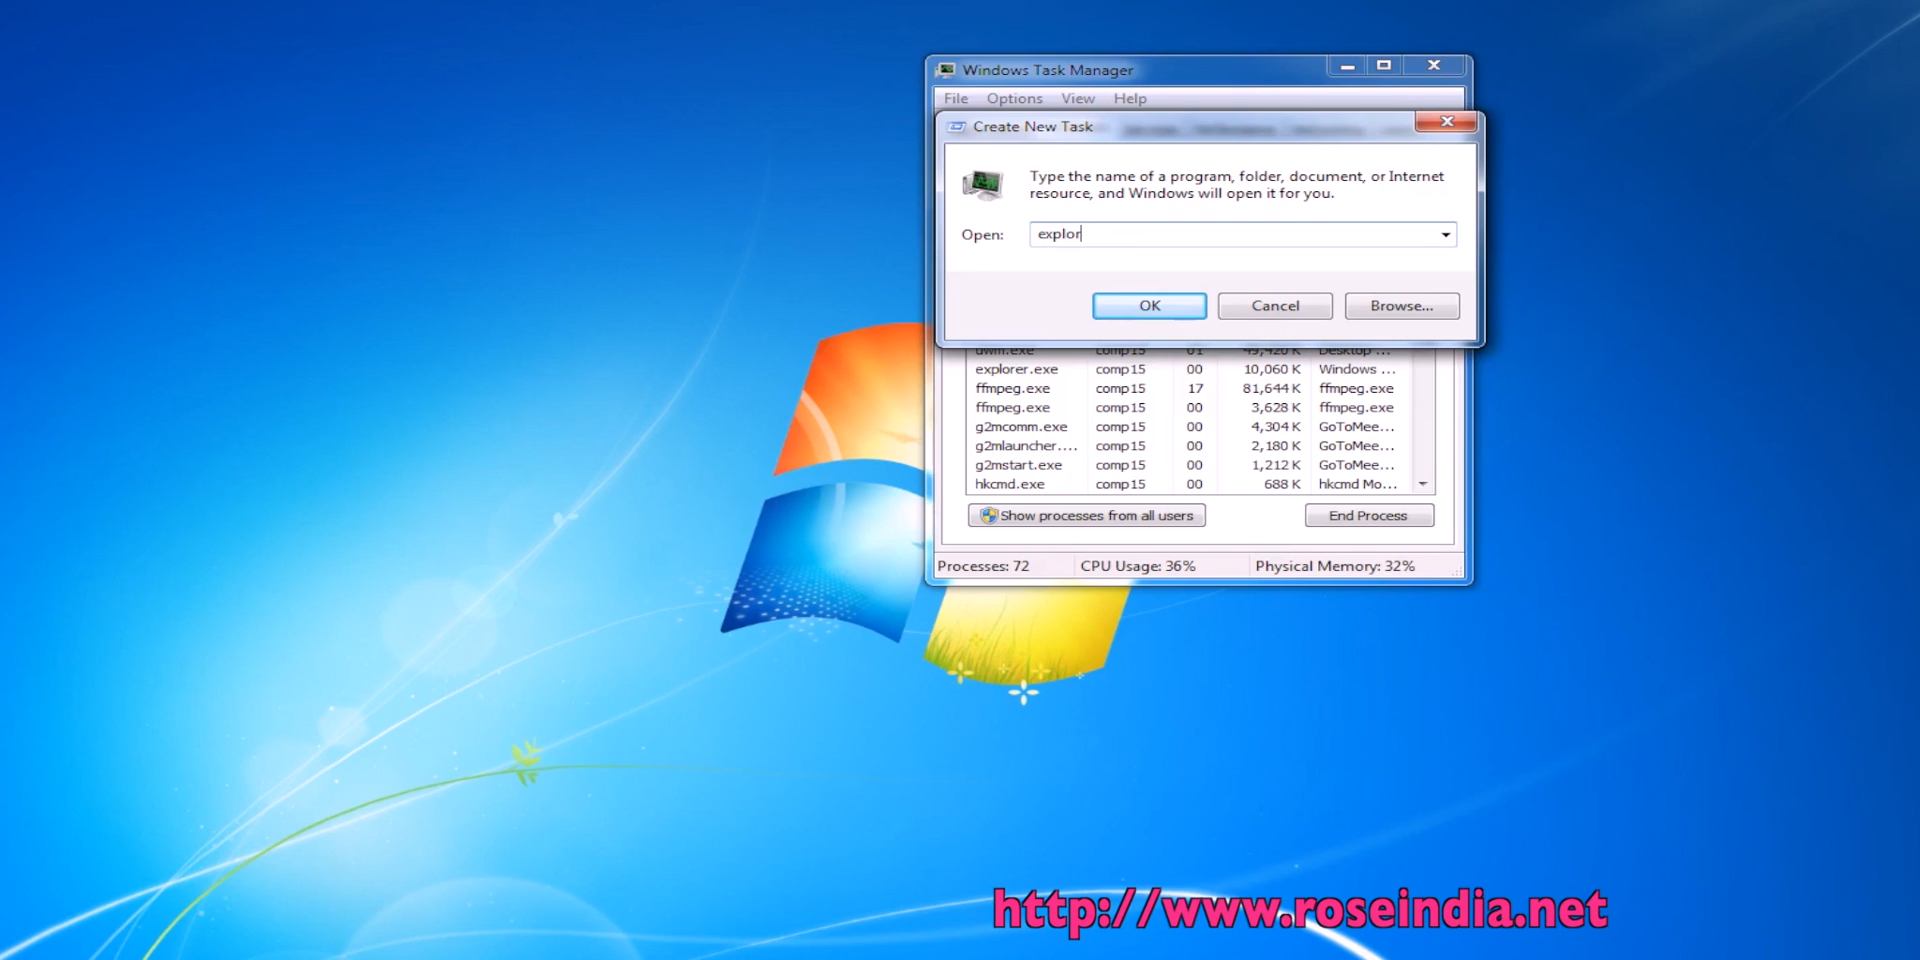 Windows Task Manager
File Options View Help
Create New Task
Type the name of a program, folder, document, or Internet
resource, and Windows will open it for you.
Open: explor
OK Cancel Browse...
dwm.exe comp15 01 49,420 K Desktop ...
explorer.exe comp15 00 10,060 K Windows ...
ffmpeg.exe comp15 17 81,644 K ffmpeg.exe
ffmpeg.exe comp15 00 3,628 K ffmpeg.exe
g2mcomm.exe comp15 00 4,304 K GoToMee...
g2mlauncher.... comp15 00 2,180 K GoToMee...
g2mstart.exe comp15 00 1,212 K GoToMee...
hkcmd.exe comp15 00 688 K hkcmd Mo...
Show processes from all users End Process
Processes: 72 CPU Usage: 36% Physical Memory: 32%
http://www.roseindia.net